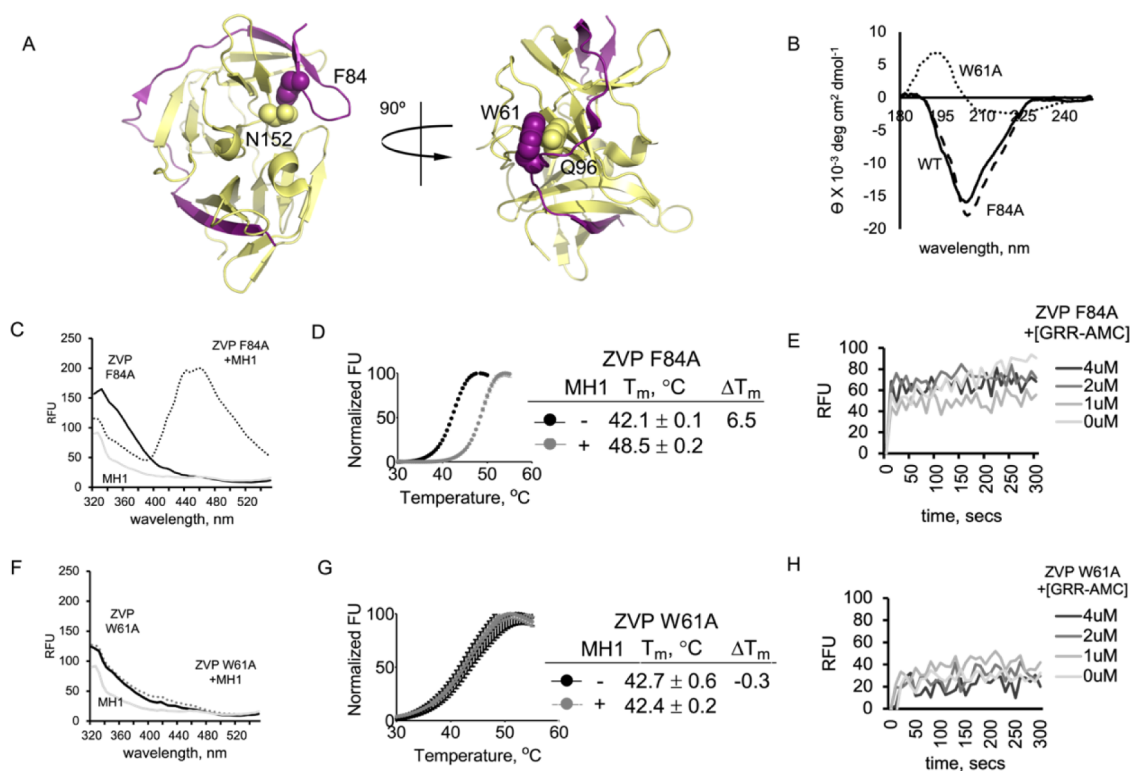 A
F84
N152
90º
W61
Q96
B
10
5
0
-5
-10
-15
-20
180 195 210 225 240
W61A
WT
F84A
Θ X 10⁻³ deg cm² dmol⁻¹
wavelength, nm
C
250
200
150
100
50
0
RFU
ZVP
F84A
ZVP F84A
+MH1
MH1
320 360 400 440 480 520
wavelength, nm
D
Normalized FU
100
50
0
30 40 50 60
Temperature, °C
ZVP F84A
MH1 Tm, °C ΔTm
- 42.1 ± 0.1 6.5
+ 48.5 ± 0.2
E
ZVP F84A
+[GRR-AMC]
RFU
100
80
60
40
20
0
0 50 100 150 200 250 300
time, secs
4uM
2uM
1uM
0uM
F
250
200
150
100
50
0
RFU
ZVP
W61A
ZVP W61A
+MH1
MH1
320 360 400 440 480 520
wavelength, nm
G
Normalized FU
100
50
0
30 40 50 60
Temperature, °C
ZVP W61A
MH1 Tm, °C ΔTm
- 42.7 ± 0.6 -0.3
+ 42.4 ± 0.2
H
ZVP W61A
+[GRR-AMC]
RFU
100
80
60
40
20
0
0 50 100 150 200 250 300
time, secs
4uM
2uM
1uM
0uM